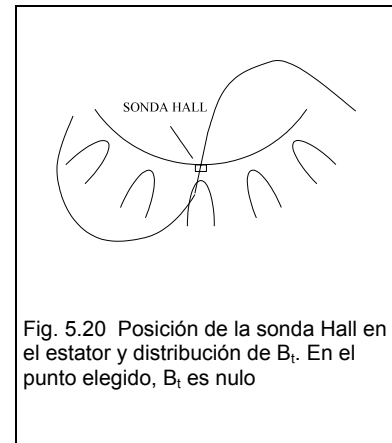 SONDA HALL
Fig. 5.20 Posición de la sonda Hall en
el estator y distribución de Bₜ. En el
punto elegido, Bₜ es nulo